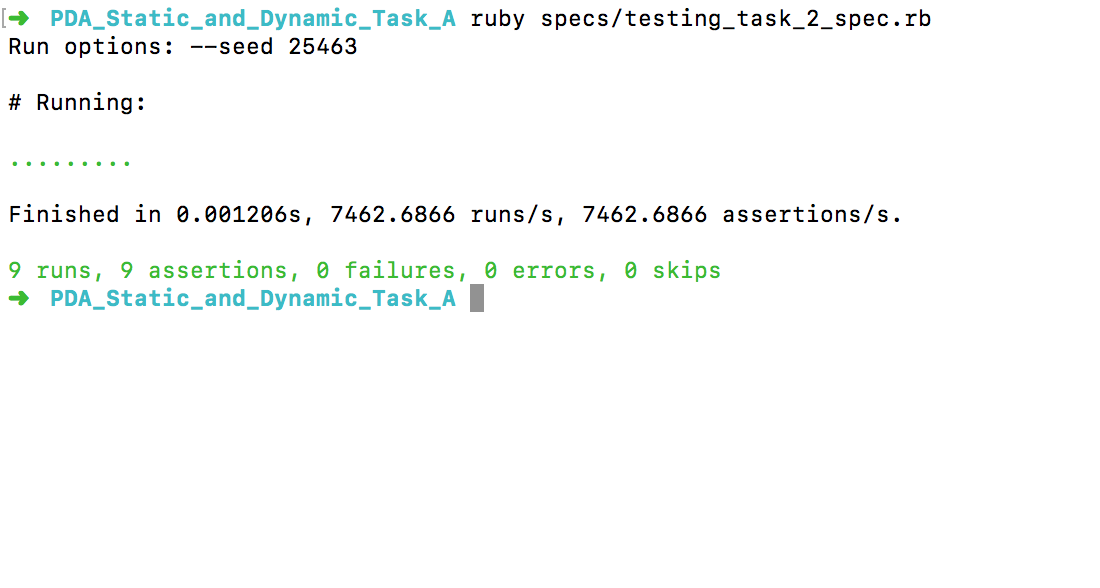 [➜ PDA_Static_and_Dynamic_Task_A ruby specs/testing_task_2_spec.rb
Run options: --seed 25463
# Running:
.........
Finished in 0.001206s, 7462.6866 runs/s, 7462.6866 assertions/s.
9 runs, 9 assertions, 0 failures, 0 errors, 0 skips
➜ PDA_Static_and_Dynamic_Task_A